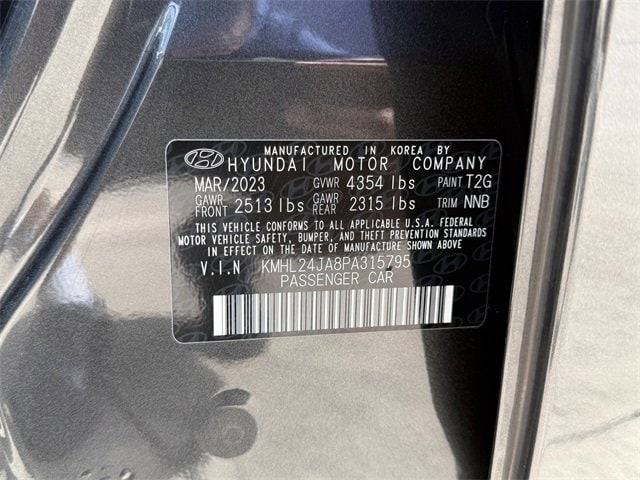 MANUFACTURED IN KOREA BY
HYUNDAI MOTOR COMPANY
MAR/2023 GVWR 4354 lbs PAINT T2G
GAWR FRONT 2513 lbs GAWR REAR 2315 lbs TRIM NNB
THIS VEHICLE CONFORMS TO ALL APPLICABLE U.S.A. FEDERAL
MOTOR VEHICLE SAFETY, BUMPER, AND THEFT PREVENTION STANDARDS
IN EFFECT ON THE DATE OF MANUFACTURE SHOWN ABOVE.
V.I.N KMHL24JA8PA315795
PASSENGER CAR